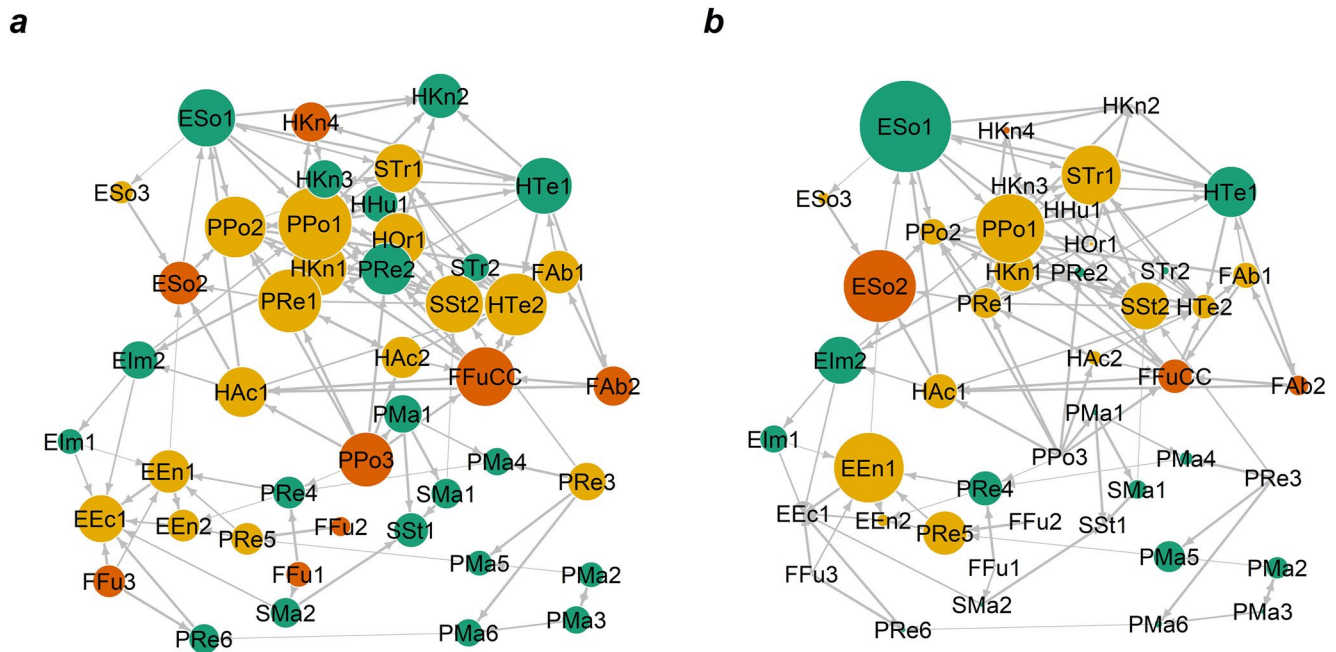 a
b
HKn2
ESo1
HKn4
STr1
HKn3
HTe1
ESo3
HHu1
PPo1
PPo2
HOr1
HKn1
PRe2
STr2
FAb1
ESo2
PRe1
SSt2
HTe2
EIm2
HAc2
FFuCC
HAc1
FAb2
PMa1
EIm1
PPo3
PMa4
EEn1
PRe3
PRe4
SMa1
EEc1
EEn2
FFu2
SSt1
PRe5
PMa5
FFu3
FFu1
PMa2
SMa2
PMa3
PRe6
PMa6
HKn2
ESo1
HKn4
STr1
HKn3
HTe1
ESo3
HHu1
PPo1
PPo2
HOr1
HKn1
PRe2
STr2
FAb1
ESo2
PRe1
SSt2
HTe2
EIm2
HAc2
FFuCC
HAc1
FAb2
PMa1
EIm1
PPo3
PMa4
EEn1
PRe3
PRe4
SMa1
EEc1
EEn2
FFu2
SSt1
PRe5
PMa5
FFu3
FFu1
PMa2
SMa2
PMa3
PRe6
PMa6